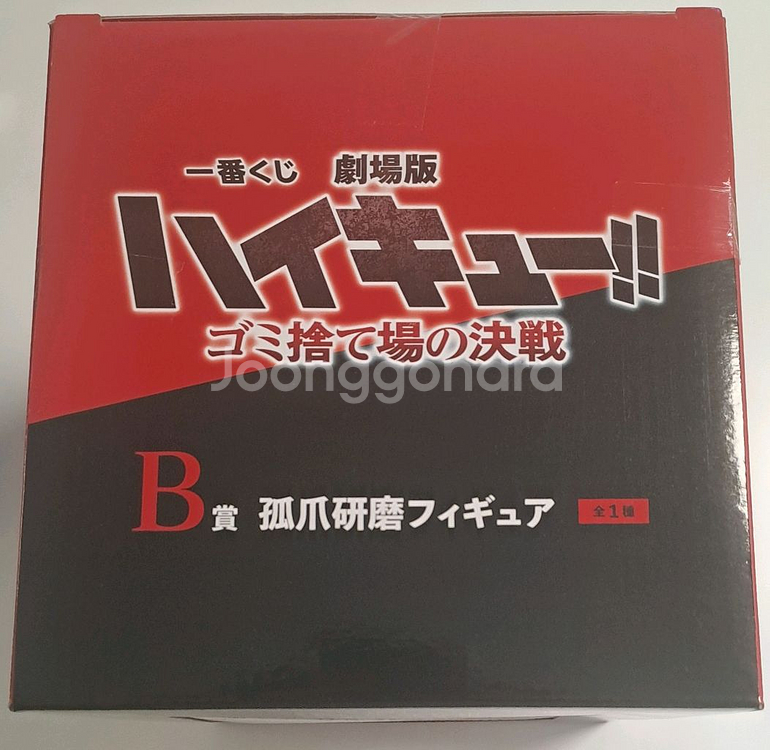 一番くじ 劇場版
ハイキュー!!
ゴミ捨て場の決戦
Joonggonara
B賞 孤爪研磨フィギュア 全1種